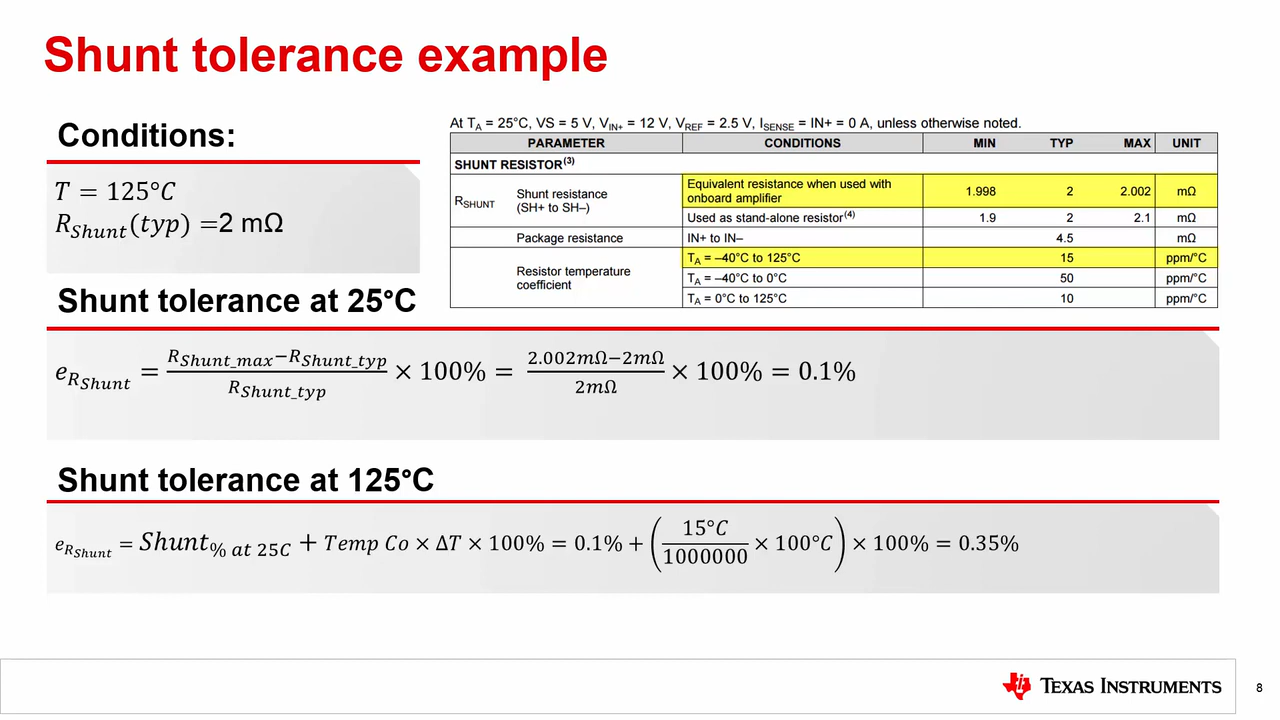 Shunt tolerance example
Conditions:
T = 125°C
R_Shunt(typ) =2 mΩ
At T_A = 25°C, VS = 5 V, V_IN+ = 12 V, V_REF = 2.5 V, I_SENSE = IN+ = 0 A, unless otherwise noted.
PARAMETER CONDITIONS MIN TYP MAX UNIT
SHUNT RESISTOR(3)
R_SHUNT Shunt resistance (SH+ to SH–) Equivalent resistance when used with onboard amplifier 1.998 2 2.002 mΩ
Used as stand-alone resistor(4) 1.9 2 2.1 mΩ
Package resistance IN+ to IN– 4.5 mΩ
Resistor temperature coefficient T_A = –40°C to 125°C 15 ppm/°C
T_A = –40°C to 0°C 50 ppm/°C
T_A = 0°C to 125°C 10 ppm/°C
Shunt tolerance at 25°C
e_R_Shunt = (R_Shunt_max−R_Shunt_typ)/R_Shunt_typ × 100% = (2.002mΩ−2mΩ)/2mΩ × 100% = 0.1%
Shunt tolerance at 125°C
e_R_Shunt = Shunt_% at 25C + Temp Co × ΔT × 100% = 0.1% + (15°C/1000000 × 100°C) × 100% = 0.35%
TEXAS INSTRUMENTS
8